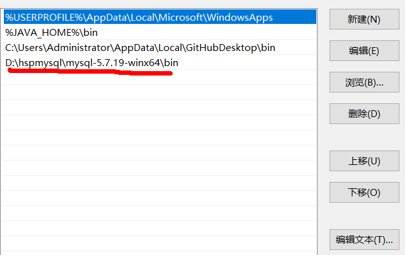 %USERPROFILE%\AppData\Local\Microsoft\WindowsApps
%JAVA_HOME%\bin
C:\Users\Administrator\AppData\Local\GitHubDesktop\bin
D:\hspmysql\mysql-5.7.19-winx64\bin
新建(N)
编辑(E)
浏览(B)...
删除(D)
上移(U)
下移(O)
编辑文本(T)...